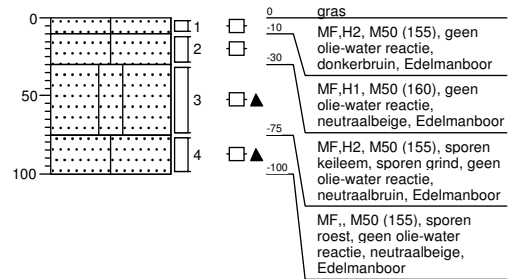 0
50
100
1
2
3
4
0
gras
-10
MF,H2, M50 (155), geen
olie-water reactie,
donkerbruin, Edelmanboor
-30
MF,H1, M50 (160), geen
olie-water reactie,
neutraalbeige, Edelmanboor
-75
MF,H2, M50 (155), sporen
keileem, sporen grind, geen
olie-water reactie,
neutraalbruin, Edelmanboor
-100
MF,, M50 (155), sporen
roest, geen olie-water
reactie, neutraalbeige,
Edelmanboor